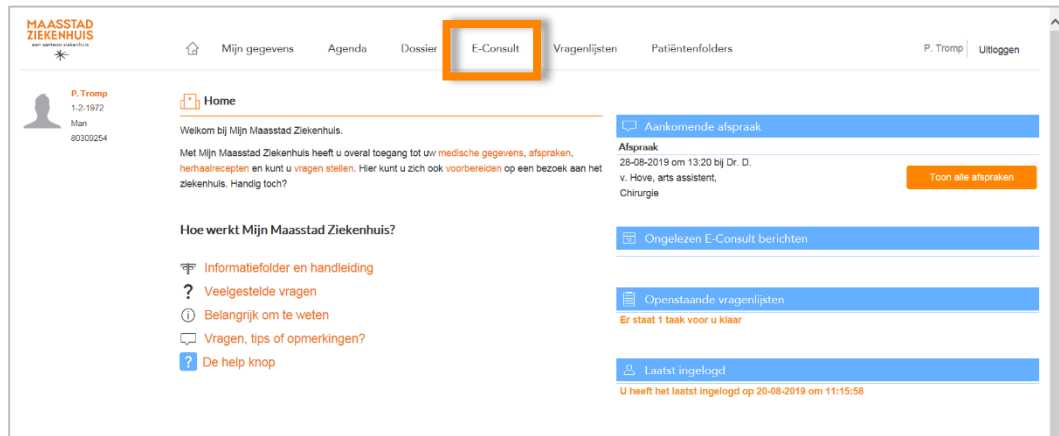 MAASSTAD
ZIEKENHUIS
een santeon ziekenhuis
Mijn gegevens Agenda Dossier E-Consult Vragenlijsten Patiëntenfolders P. Tromp Uitloggen
P. Tromp
1-2-1972
Man
80309254
Home
Welkom bij Mijn Maasstad Ziekenhuis.
Met Mijn Maasstad Ziekenhuis heeft u overal toegang tot uw medische gegevens, afspraken,
herhaalrecepten en kunt u vragen stellen. Hier kunt u zich ook voorbereiden op een bezoek aan het
ziekenhuis. Handig toch?
Hoe werkt Mijn Maasstad Ziekenhuis?
Informatiefolder en handleiding
? Veelgestelde vragen
Belangrijk om te weten
Vragen, tips of opmerkingen?
? De help knop
Aankomende afspraak
Afspraak
28-08-2019 om 13:20 bij Dr. D.
v. Hove, arts assistent,
Chirurgie
Toon alle afspraken
Ongelezen E-Consult berichten
Openstaande vragenlijsten
Er staat 1 taak voor u klaar
Laatst ingelogd
U heeft het laatst ingelogd op 20-08-2019 om 11:15:58